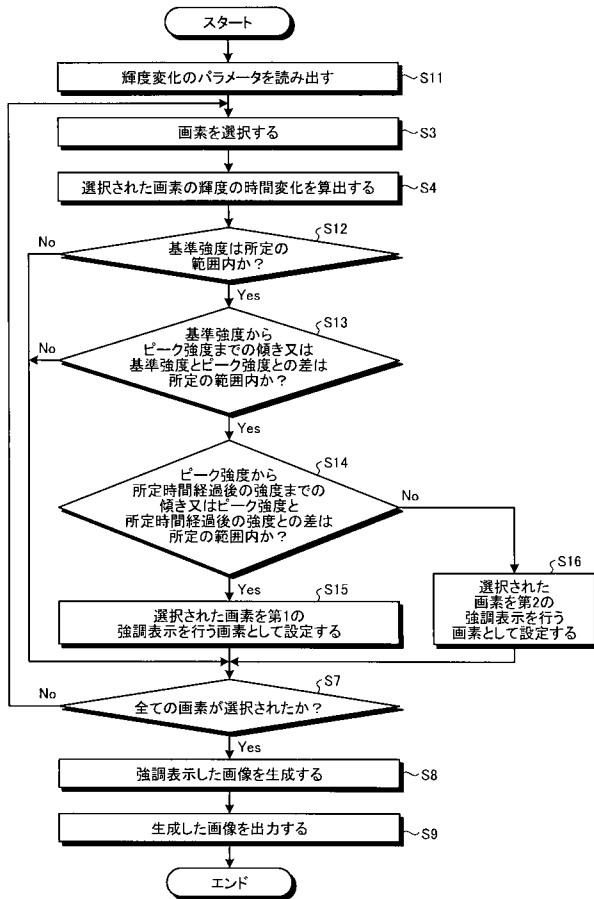 スタート
輝度変化のパラメータを読み出す
S11
画素を選択する
S3
選択された画素の輝度の時間変化を算出する
S4
S12
No
基準強度は所定の
範囲内か?
Yes
S13
No
基準強度から
ピーク強度までの傾き又は
基準強度とピーク強度との差は
所定の範囲内か?
Yes
S14
ピーク強度から
所定時間経過後の強度までの
傾き又はピーク強度と
所定時間経過後の強度との差は
所定の範囲内か?
No
Yes
S15
選択された画素を第1の
強調表示を行う画素として設定する
S16
選択された
画素を第2の
強調表示を行う
画素として設定する
S7
No
全ての画素が選択されたか?
Yes
強調表示した画像を生成する
S8
生成した画像を出力する
S9
エンド